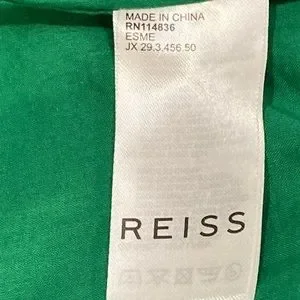 MADE IN CHINA
RN114836
ESME
JX 29.3.456.50
REISS